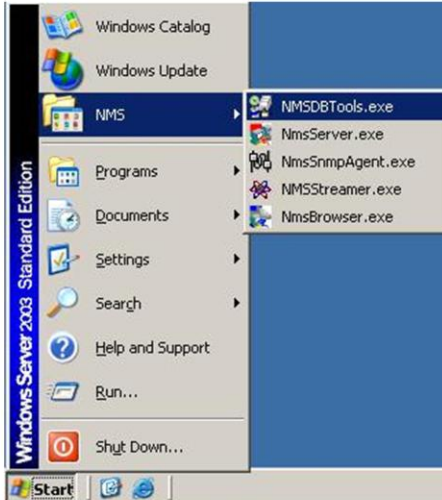 Windows Catalog
Windows Update
NMS
NMSDBTools.exe
NmsServer.exe
NmsSnmpAgent.exe
NMSStreamer.exe
NmsBrowser.exe
Programs
Documents
Settings
Search
Help and Support
Run...
Shut Down...
Windows Server 2003 Standard Edition
Start